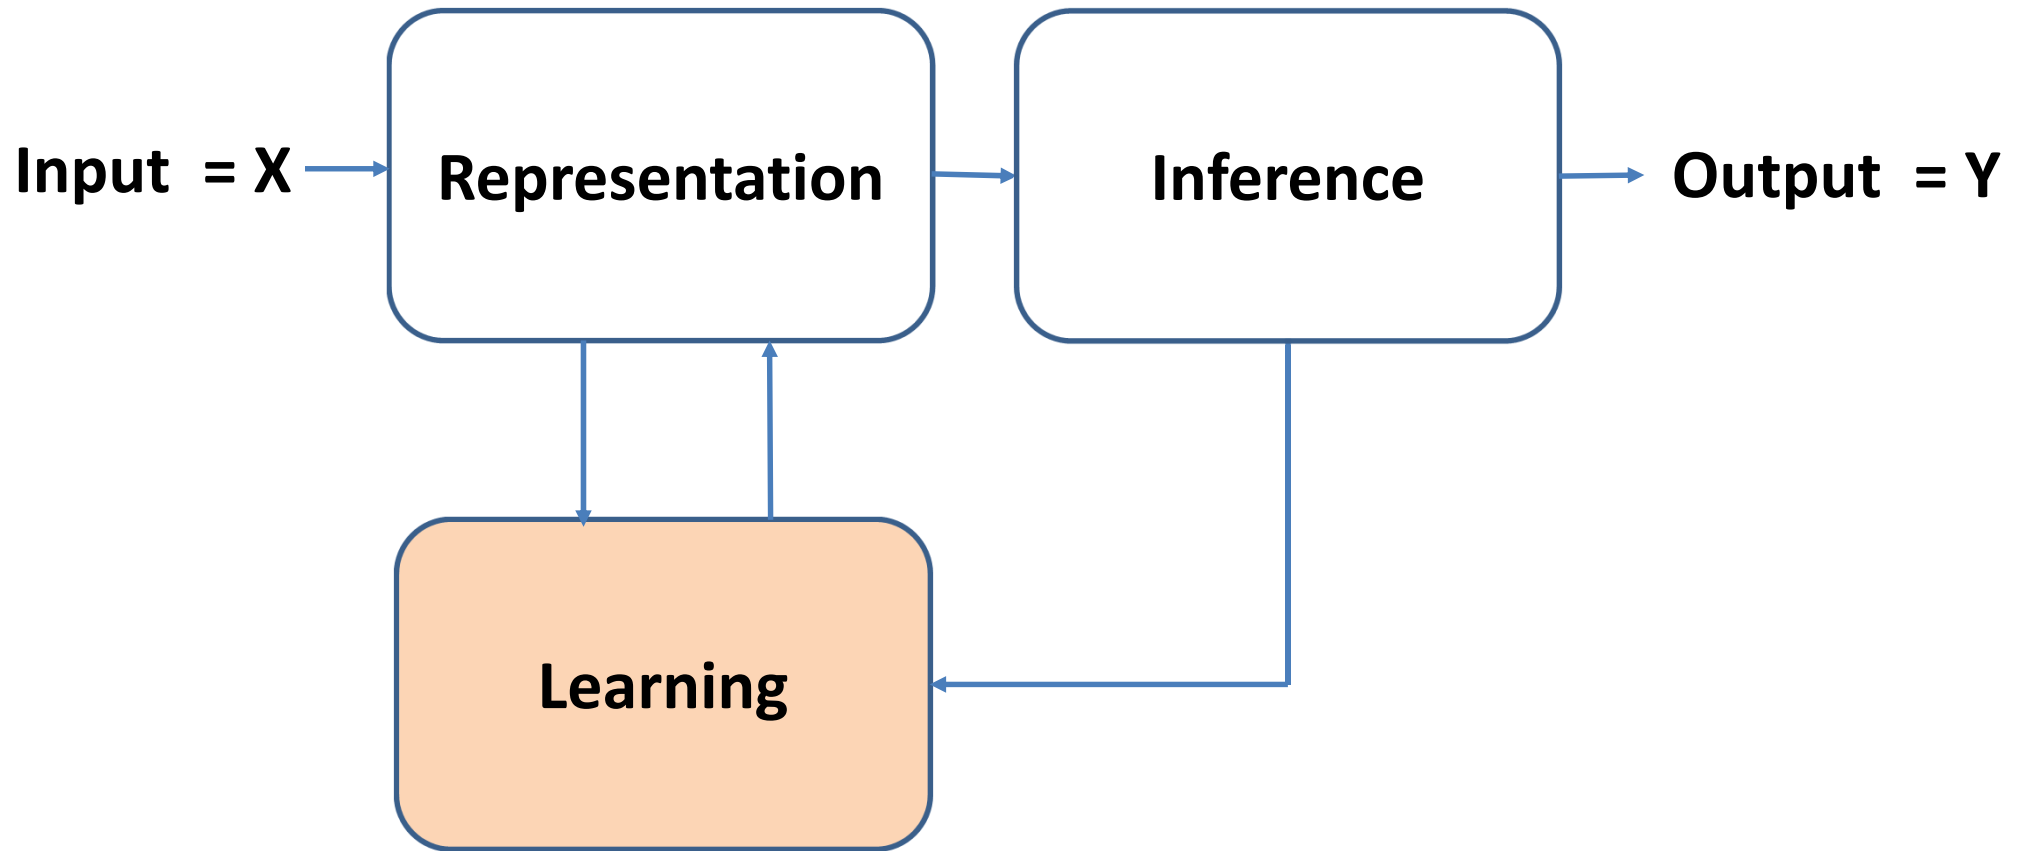 Input  = X
Representation
Inference
Output  = Y
Learning